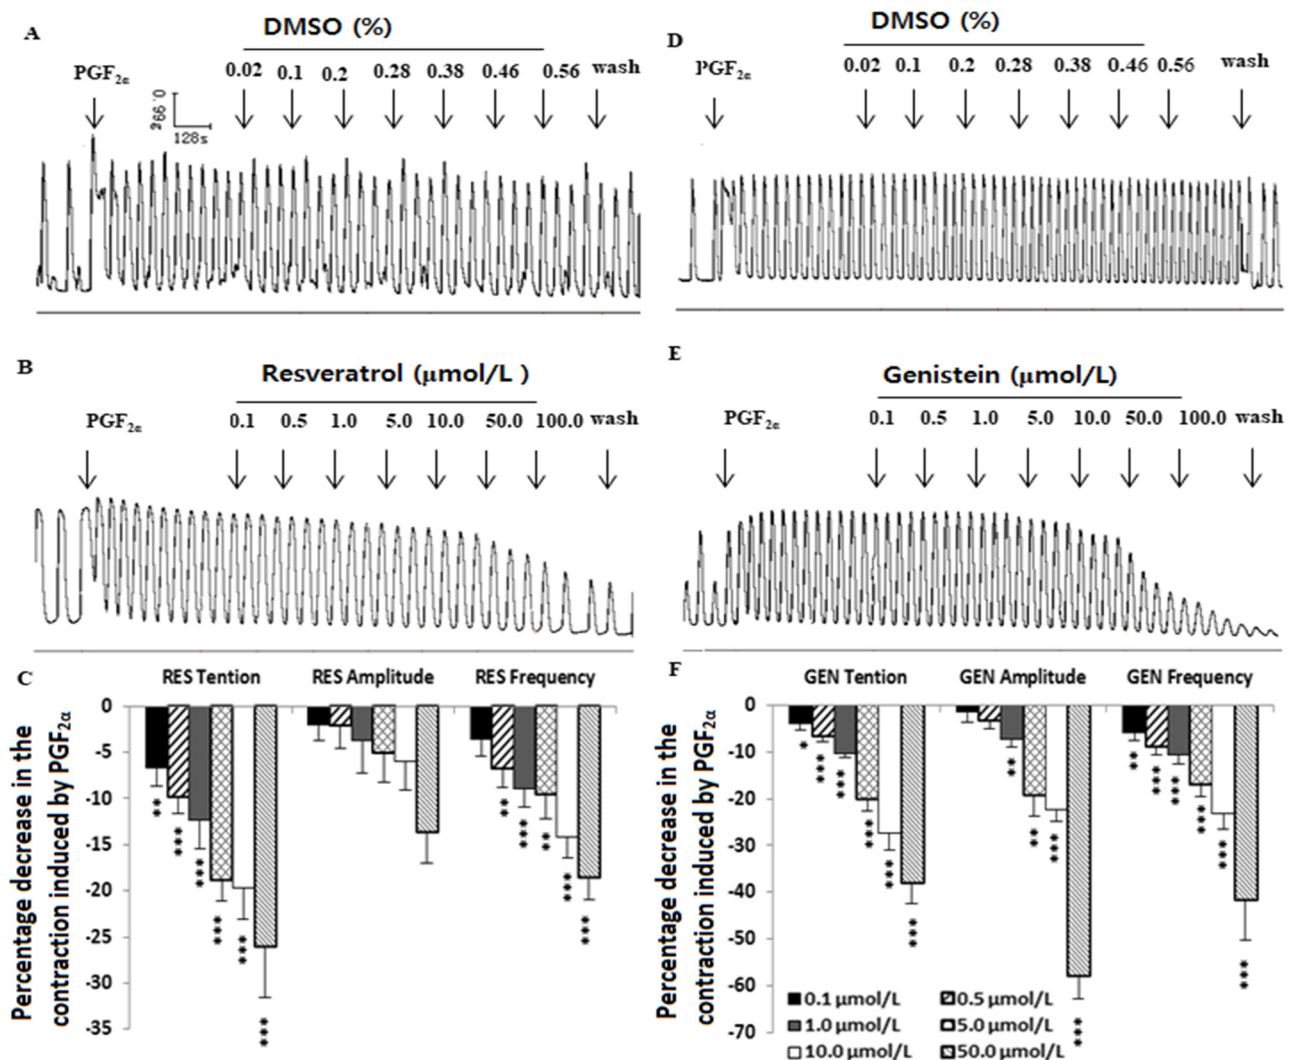 A
DMSO (%)
PGF2α
0.02 0.1 0.2 0.28 0.38 0.46 0.56 wash
128s
D
DMSO (%)
PGF2α
0.02 0.1 0.2 0.28 0.38 0.46 0.56 wash
B
Resveratrol (μmol/L )
PGF2α
0.1 0.5 1.0 5.0 10.0 50.0 100.0 wash
E
Genistein (μmol/L)
PGF2α
0.1 0.5 1.0 5.0 10.0 50.0 100.0 wash
C
RES Tention RES Amplitude RES Frequency
Percentage decrease in the
contraction induced by PGF2α
0
-5
-10
-15
-20
-25
-30
-35
** *** *** *** *** ***
** *** ** *** ***
F
GEN Tention GEN Amplitude GEN Frequency
Percentage decrease in the
contraction induced by PGF2α
0
-10
-20
-30
-40
-50
-60
-70
* *** *** *** ***
** ** *** ***
** *** *** *** *** ***
0.1 μmol/L 0.5 μmol/L
1.0 μmol/L 5.0 μmol/L
10.0 μmol/L 50.0 μmol/L